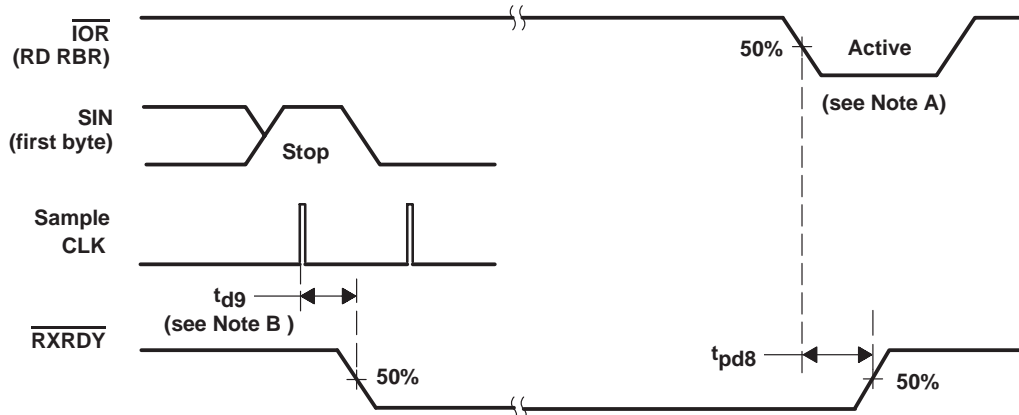 IOR
(RD RBR)
50%
Active
(see Note A)
SIN
(first byte)
Stop
Sample
CLK
td9
(see Note B )
RXRDY
50%
tpd8
50%